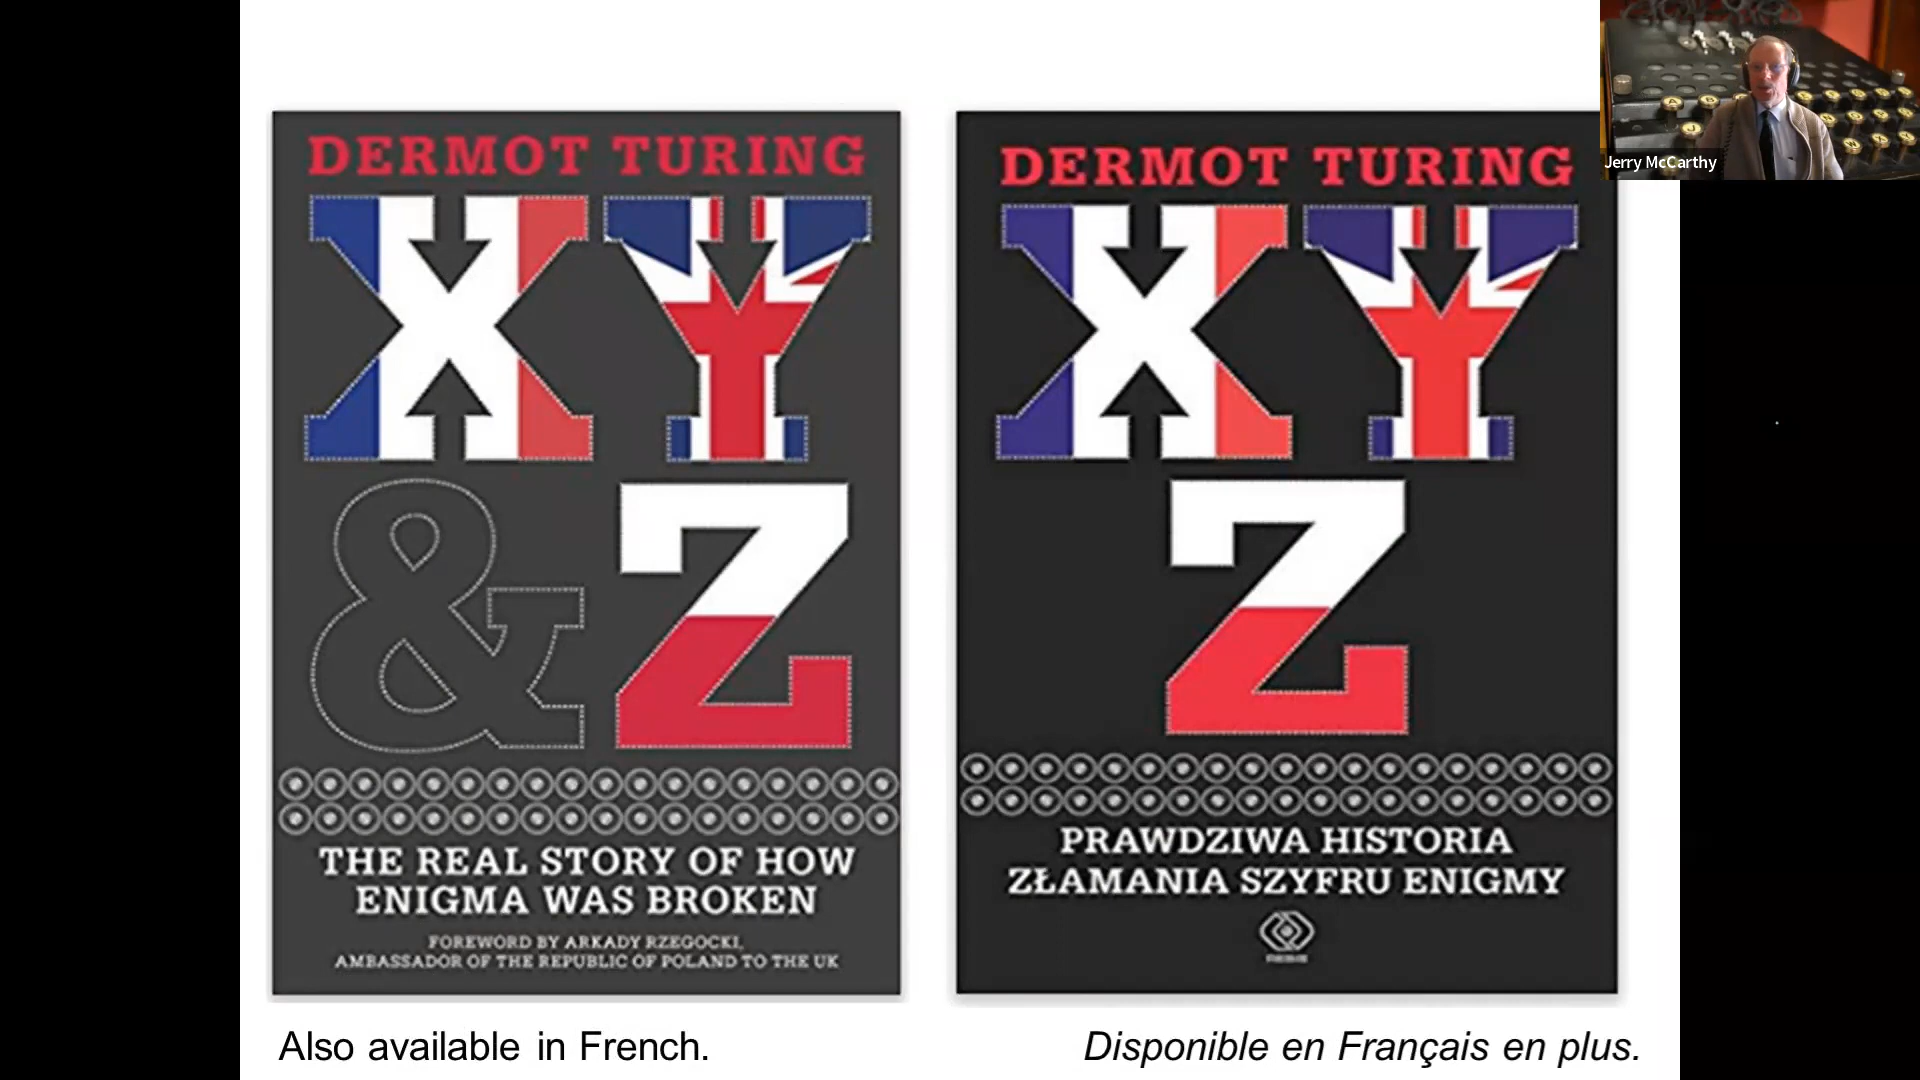 DERMOT TURING
X Y
& Z
THE REAL STORY OF HOW
ENIGMA WAS BROKEN
FOREWORD BY ARKADY RZEGOCKI,
AMBASSADOR OF THE REPUBLIC OF POLAND TO THE UK
DERMOT TURING
X Y
Z
PRAWDZIWA HISTORIA
ZŁAMANIA SZYFRU ENIGMY
Also available in French.
Disponible en Français en plus.
Jerry McCarthy